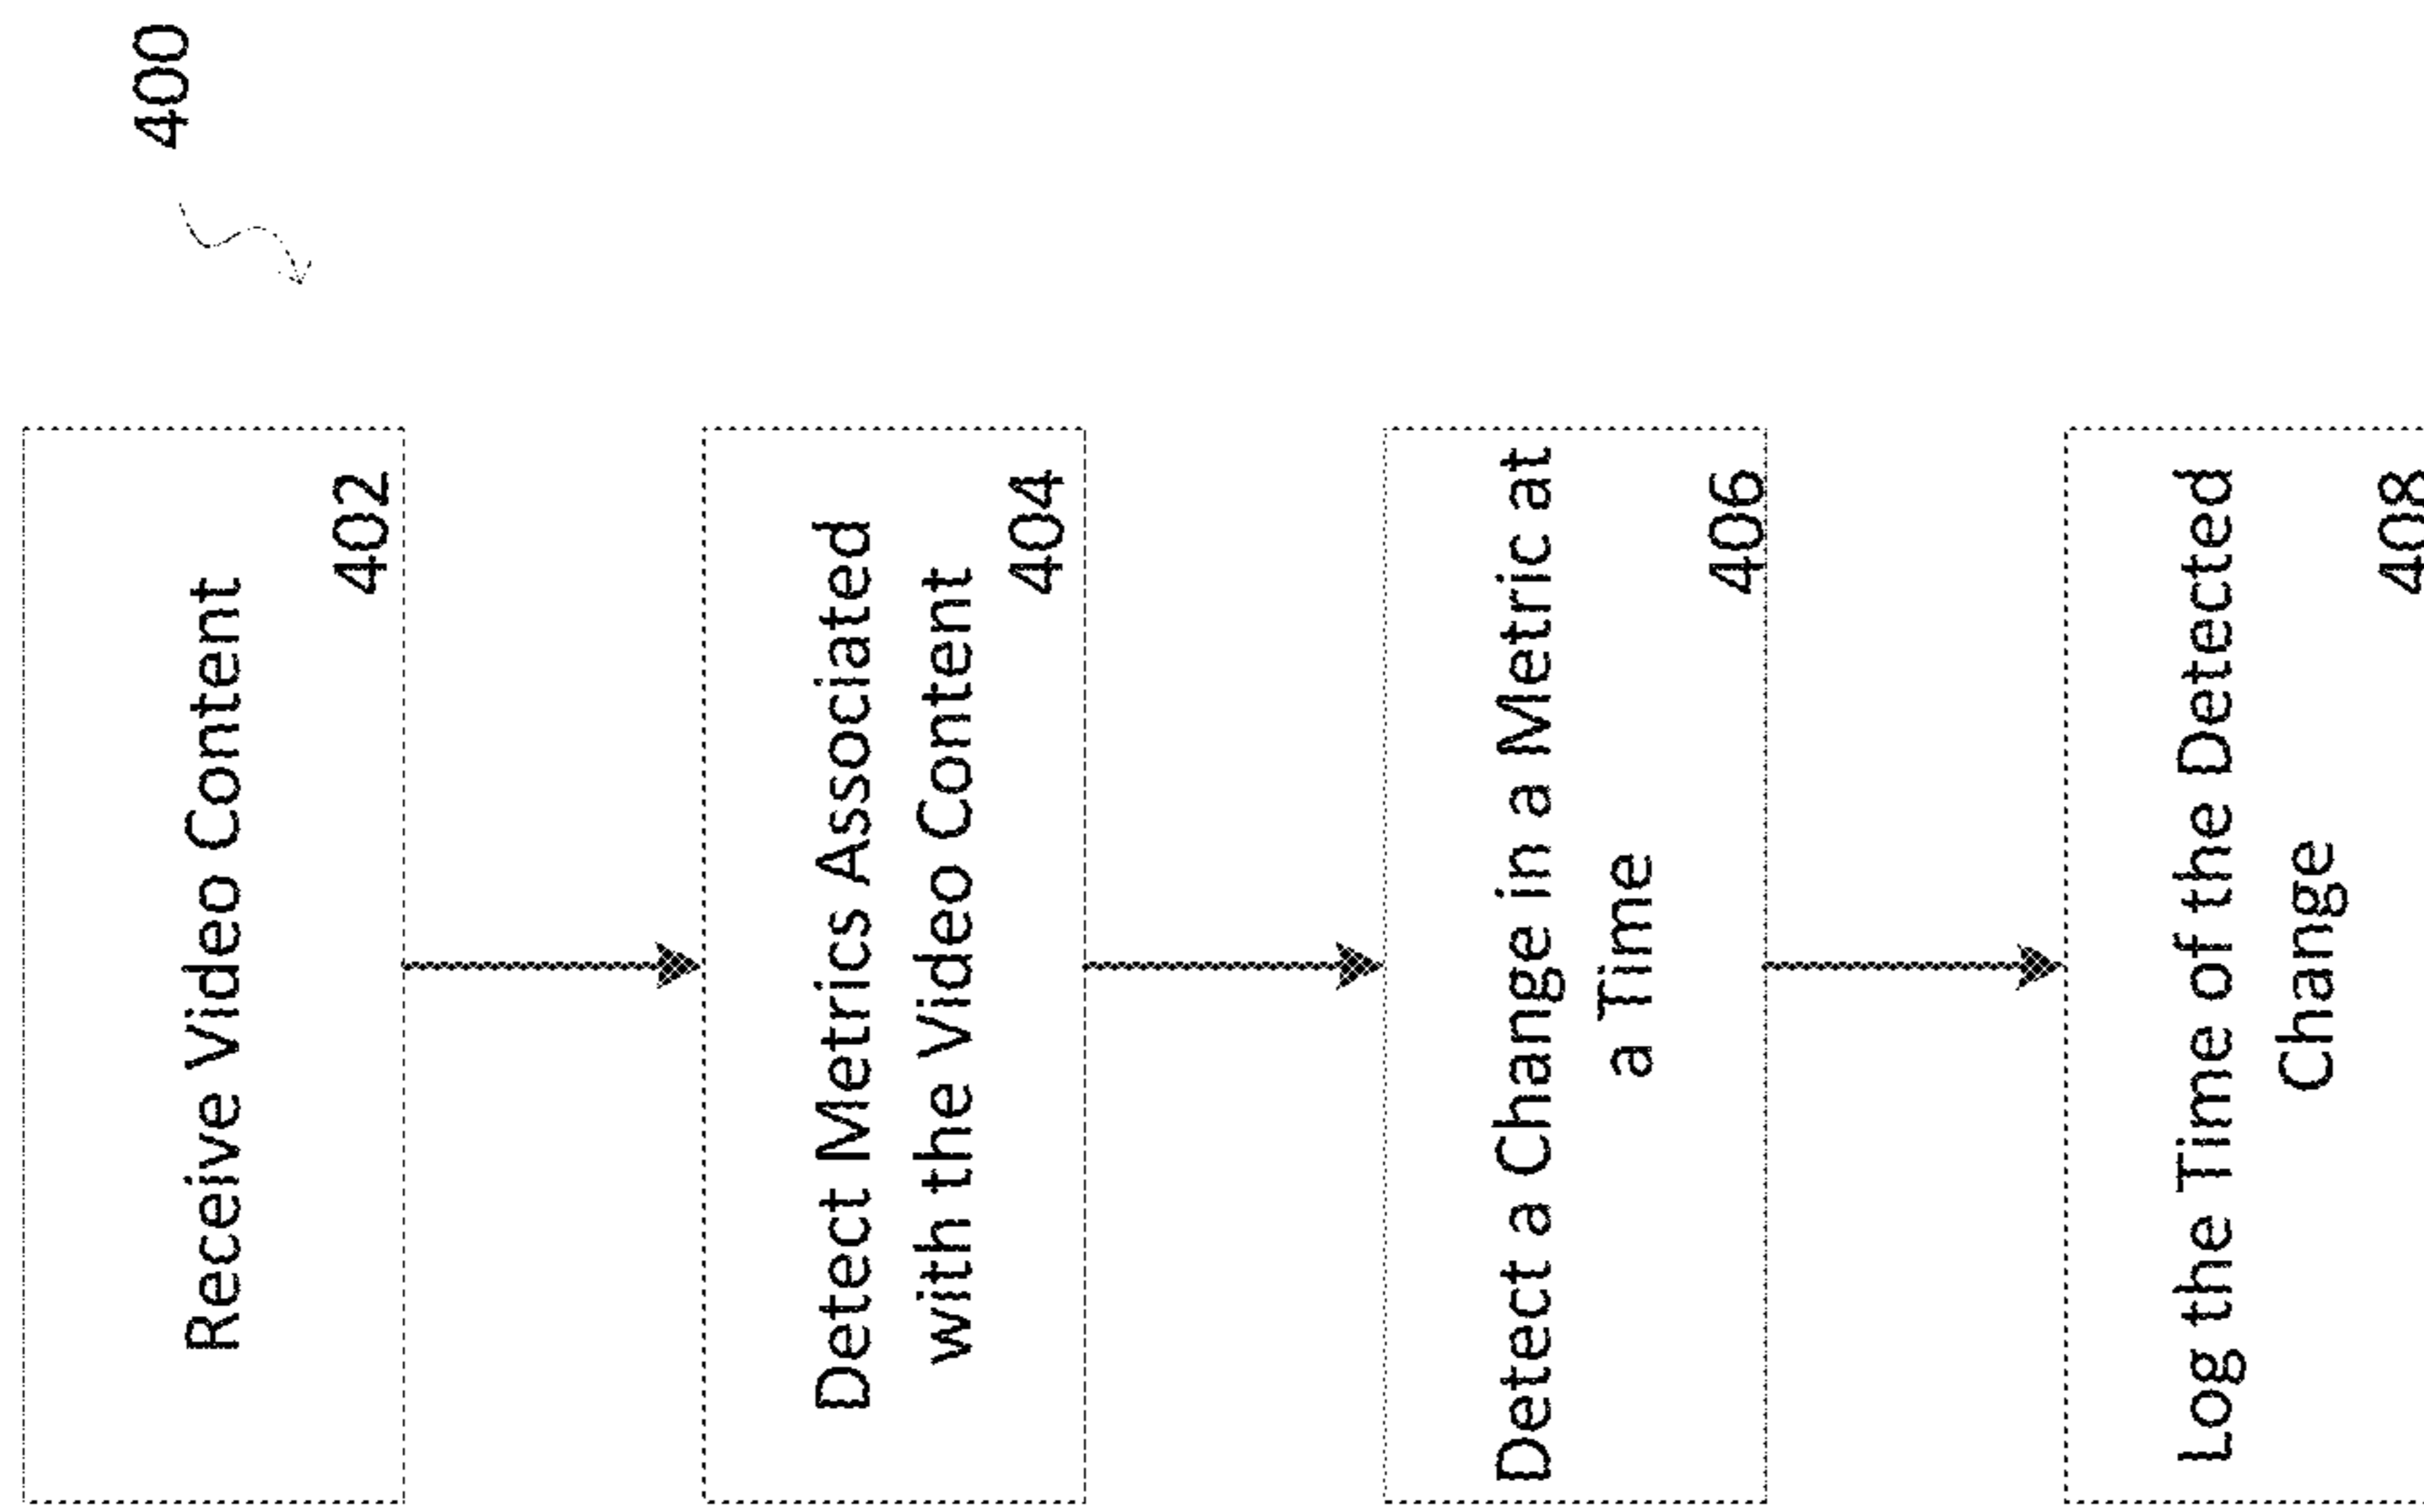 400
Receive Video Content
402
Detect Metrics Associated
with the Video Content
404
Detect a Change in a Metric at
a Time
406
Log the Time of the Detected
Change
408